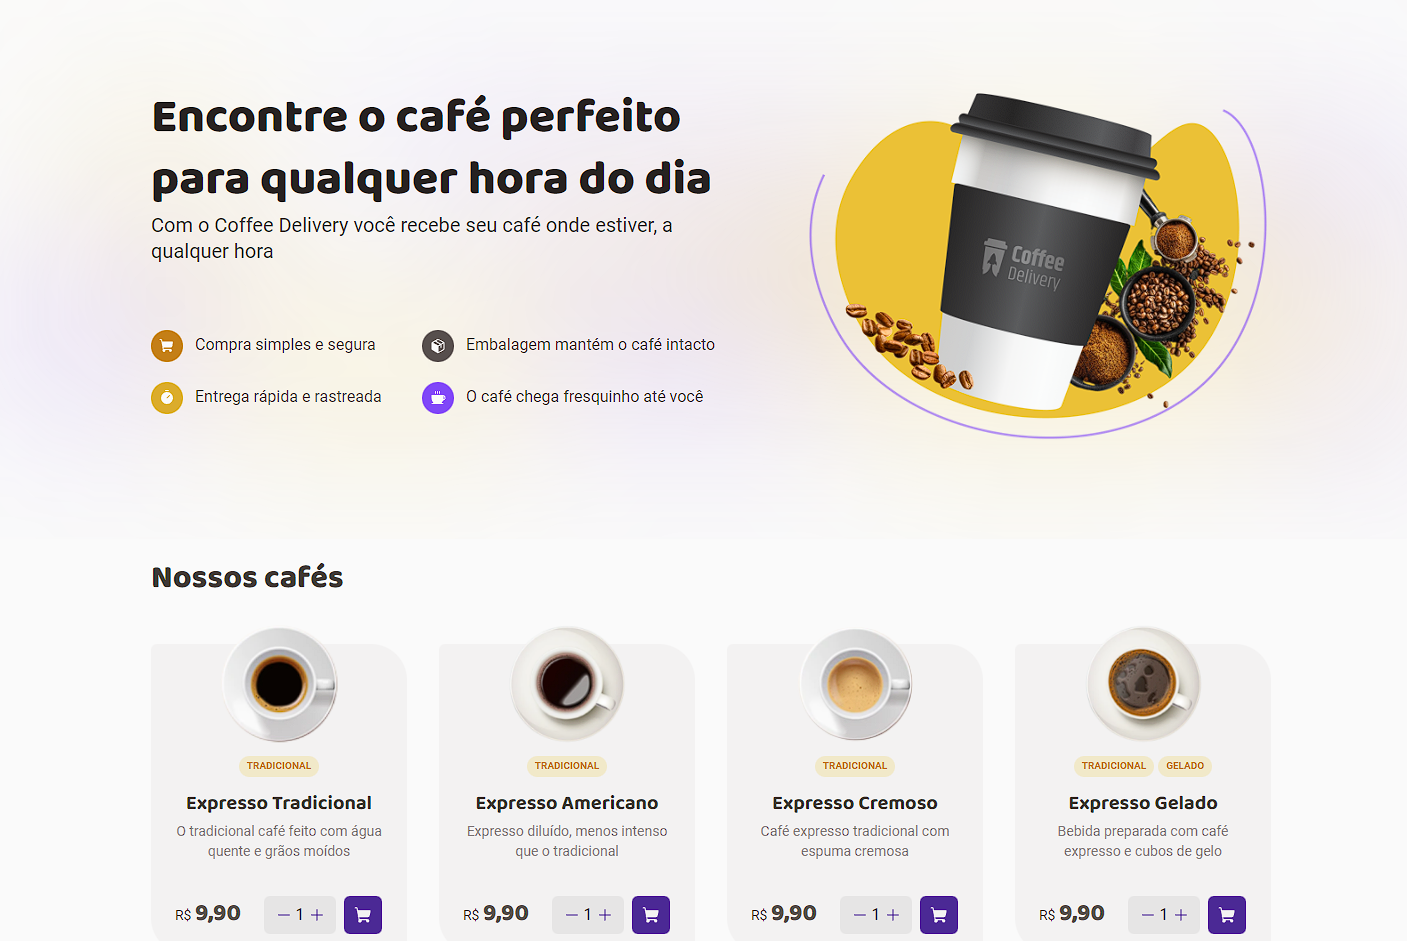 Encontre o café perfeito
para qualquer hora do dia
Com o Coffee Delivery você recebe seu café onde estiver, a
qualquer hora
Compra simples e segura
Embalagem mantém o café intacto
Entrega rápida e rastreada
O café chega fresquinho até você
Coffee
Delivery
Nossos cafés
TRADICIONAL
Expresso Tradicional
O tradicional café feito com água
quente e grãos moídos
R$ 9,90
1
TRADICIONAL
Expresso Americano
Expresso diluído, menos intenso
que o tradicional
R$ 9,90
1
TRADICIONAL
Expresso Cremoso
Café expresso tradicional com
espuma cremosa
R$ 9,90
1
TRADICIONAL GELADO
Expresso Gelado
Bebida preparada com café
expresso e cubos de gelo
R$ 9,90
1